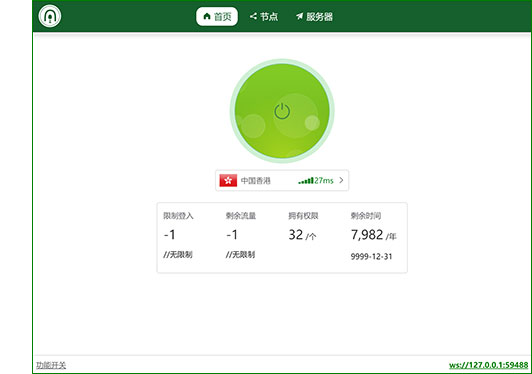 首页 节点 服务器
中国香港 27ms
限制登入 剩余流量 拥有权限 剩余时间
-1 -1 32 /个 7,982 /年
//无限制 //无限制 9999-12-31
功能开关 ws://127.0.0.1:59488